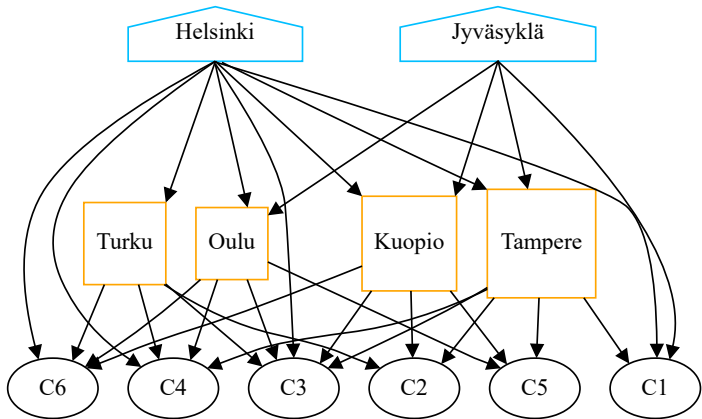 Helsinki
Jyväsyklä
Turku
Oulu
Kuopio
Tampere
C6
C4
C3
C2
C5
C1